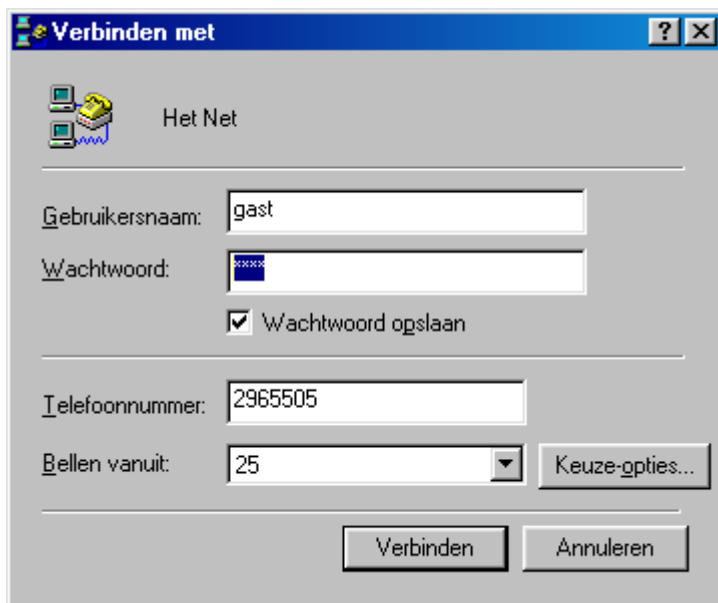 Verbinden met
Het Net
Gebruikersnaam: gast
Wachtwoord: ****
Wachtwoord opslaan
Telefoonnummer: 2965505
Bellen vanuit: 25 Keuze-opties...
Verbinden Annuleren